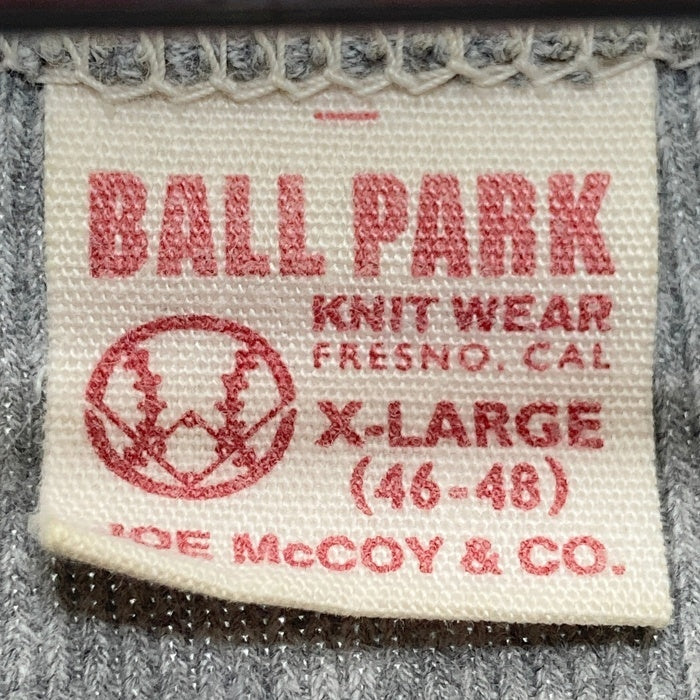 BALL PARK
KNIT WEAR
FRESNO, CAL
X-LARGE
(46-48)
JOE McCOY & CO.